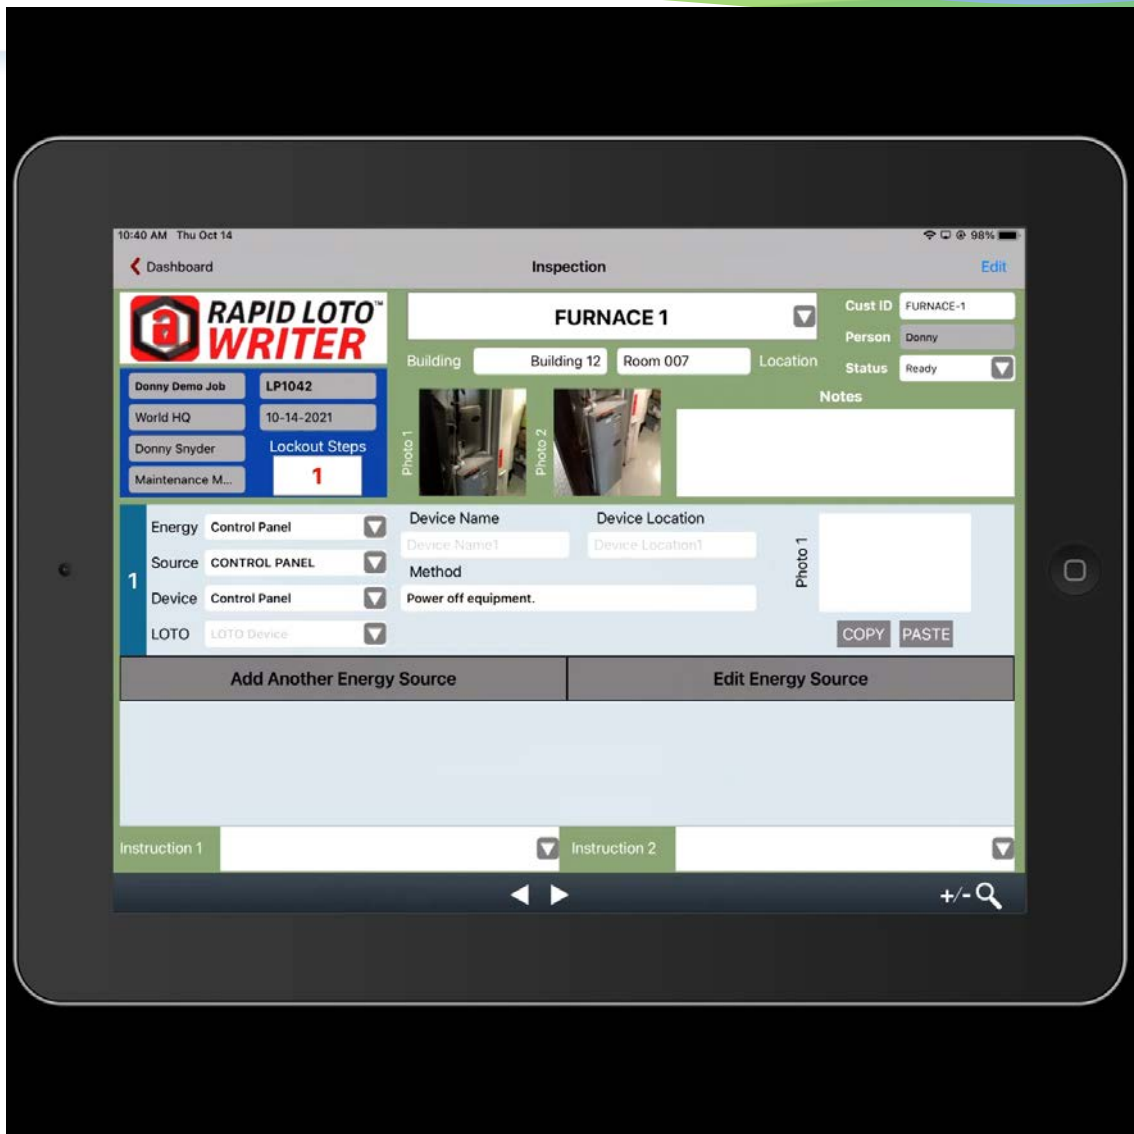 10:40 AM Thu Oct 14
98%
Dashboard
Inspection
Edit
RAPID LOTO™
WRITER
FURNACE 1
Cust ID FURNACE-1
Person Donny
Building Building 12 Room 007 Location
Status Ready
Donny Demo Job LP1042
World HQ 10-14-2021
Donny Snyder Lockout Steps
Maintenance M... 1
Photo 1
Photo 2
Notes
1
Energy Control Panel
Source CONTROL PANEL
Device Control Panel
LOTO LOTO Device
Device Name Device Location
Device Name1 Device Location1
Method
Power off equipment.
Photo 1
COPY PASTE
Add Another Energy Source Edit Energy Source
Instruction 1 Instruction 2
+/-